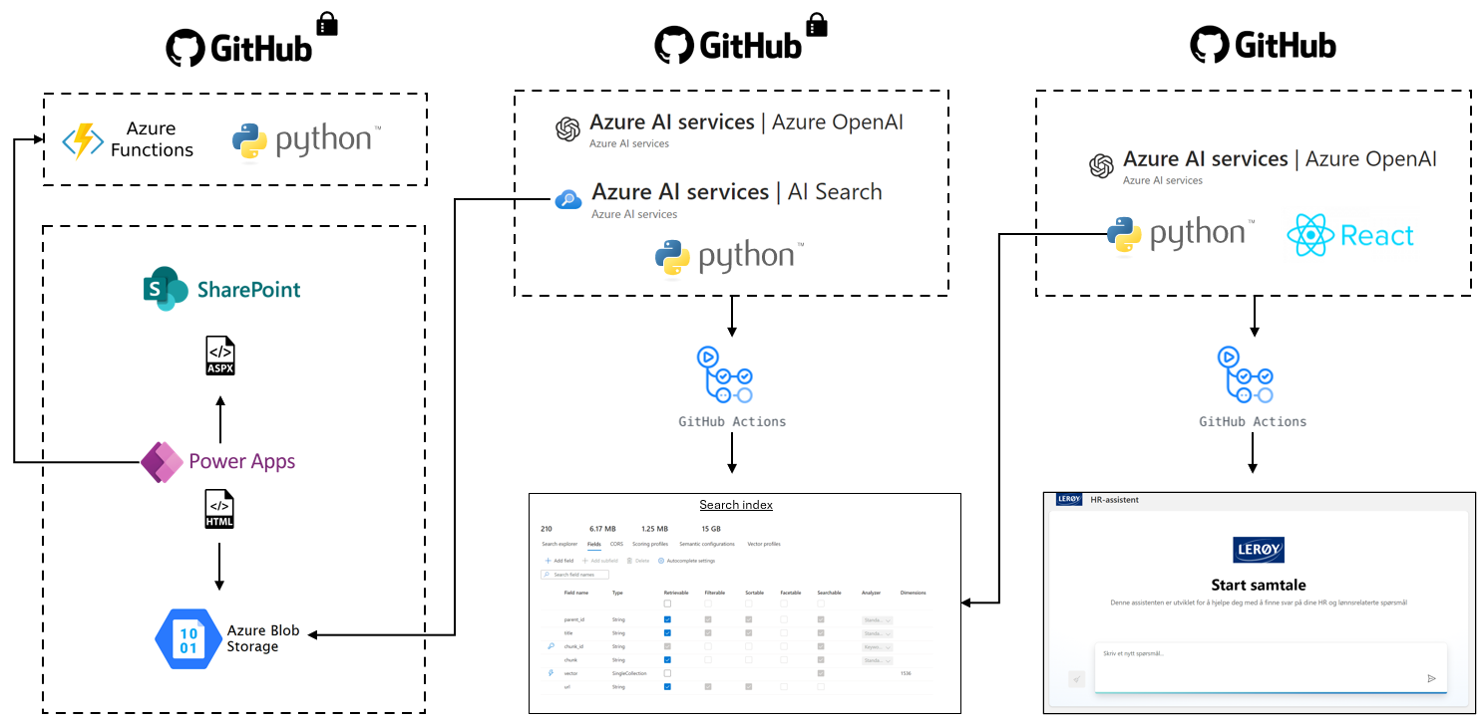 GitHub
Azure
Functions
python™
SharePoint
</>
ASPX
Power Apps
</>
HTML
10
01
Azure Blob
Storage
GitHub
Azure AI services | Azure OpenAI
Azure AI services
Azure AI services | AI Search
Azure AI services
python™
GitHub Actions
Search index
210 6.17 MB 1.25 MB 15 GB
Search explorer Fields CORS Scoring profiles Semantic configurations Vector profiles
Add field Add subfield Delete Autocomplete settings
Search field names
Field name Type Retrievable Filterable Sortable Facetable Searchable Analyzer Dimensions
parent_id String Standa...
title String Standa...
chunk_id String Keywo...
chunk String Standa...
vector SingleCollection 1536
url String
GitHub
Azure AI services | Azure OpenAI
Azure AI services
python™ React
GitHub Actions
LERØY HR-assistent
LERØY
Start samtale
Denne assistenten er utviklet for å hjelpe deg med å finne svar på dine HR og lønnsrelaterte spørsmål
Skriv et nytt spørsmål...